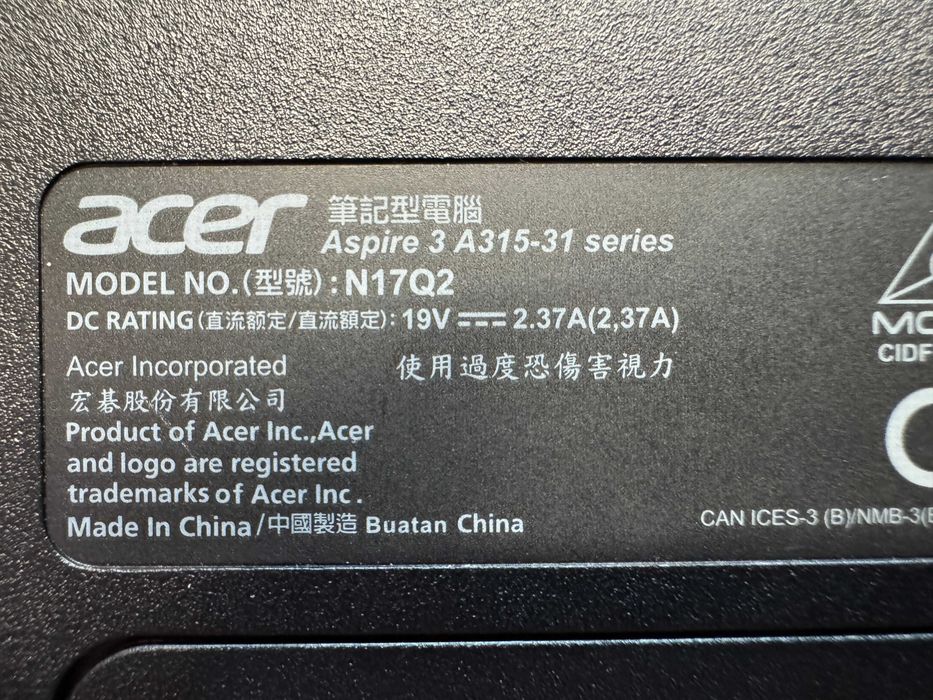 acer 筆記型電腦
Aspire 3 A315-31 series
MODEL NO.(型號):N17Q2
DC RATING(直流额定/直流額定): 19V ⎓ 2.37A(2,37A)
Acer Incorporated 使用過度恐傷害視力
宏碁股份有限公司
Product of Acer Inc.,Acer
and logo are registered
trademarks of Acer Inc.
Made In China/中國製造 Buatan China
CIDF
CAN ICES-3 (B)/NMB-3(